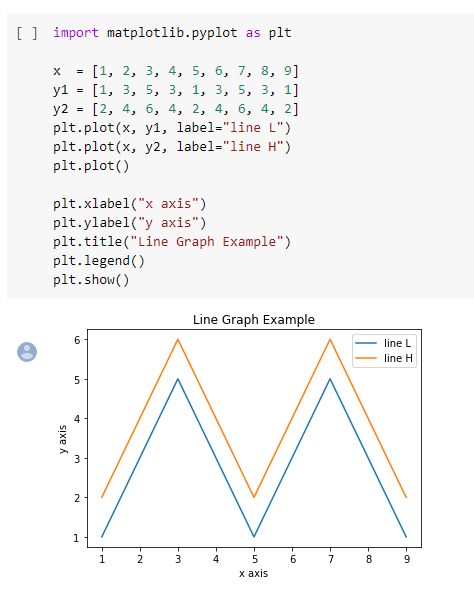 [ ] import matplotlib.pyplot as plt
x  = [1, 2, 3, 4, 5, 6, 7, 8, 9]
y1 = [1, 3, 5, 3, 1, 3, 5, 3, 1]
y2 = [2, 4, 6, 4, 2, 4, 6, 4, 2]
plt.plot(x, y1, label="line L")
plt.plot(x, y2, label="line H")
plt.plot()
plt.xlabel("x axis")
plt.ylabel("y axis")
plt.title("Line Graph Example")
plt.legend()
plt.show()
Line Graph Example
line L
line H
y axis
6
5
4
3
2
1
1 2 3 4 5 6 7 8 9
x axis